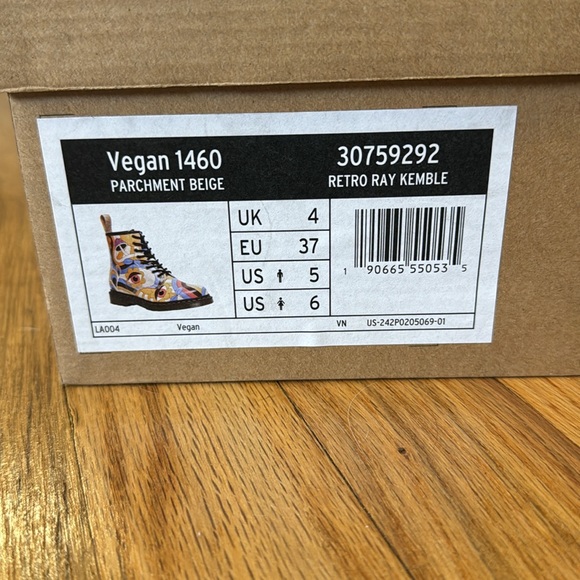 Vegan 1460
PARCHMENT BEIGE
30759292
RETRO RAY KEMBLE
UK 4
EU 37
US 5
US 6
1 90665 55053 5
LA004 Vegan VN US-242P0205069-01